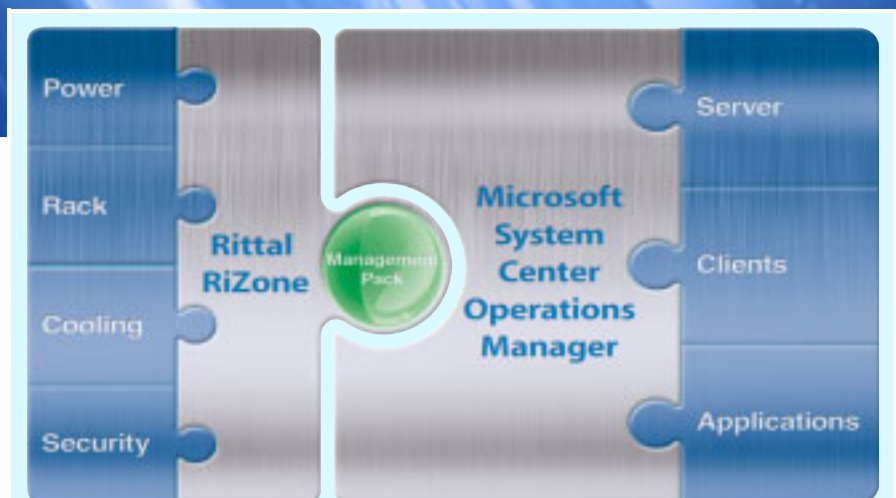 Power
Rack
Cooling
Security
Rittal
RiZone
Management
Pack
Microsoft
System
Center
Operations
Manager
Server
Clients
Applications